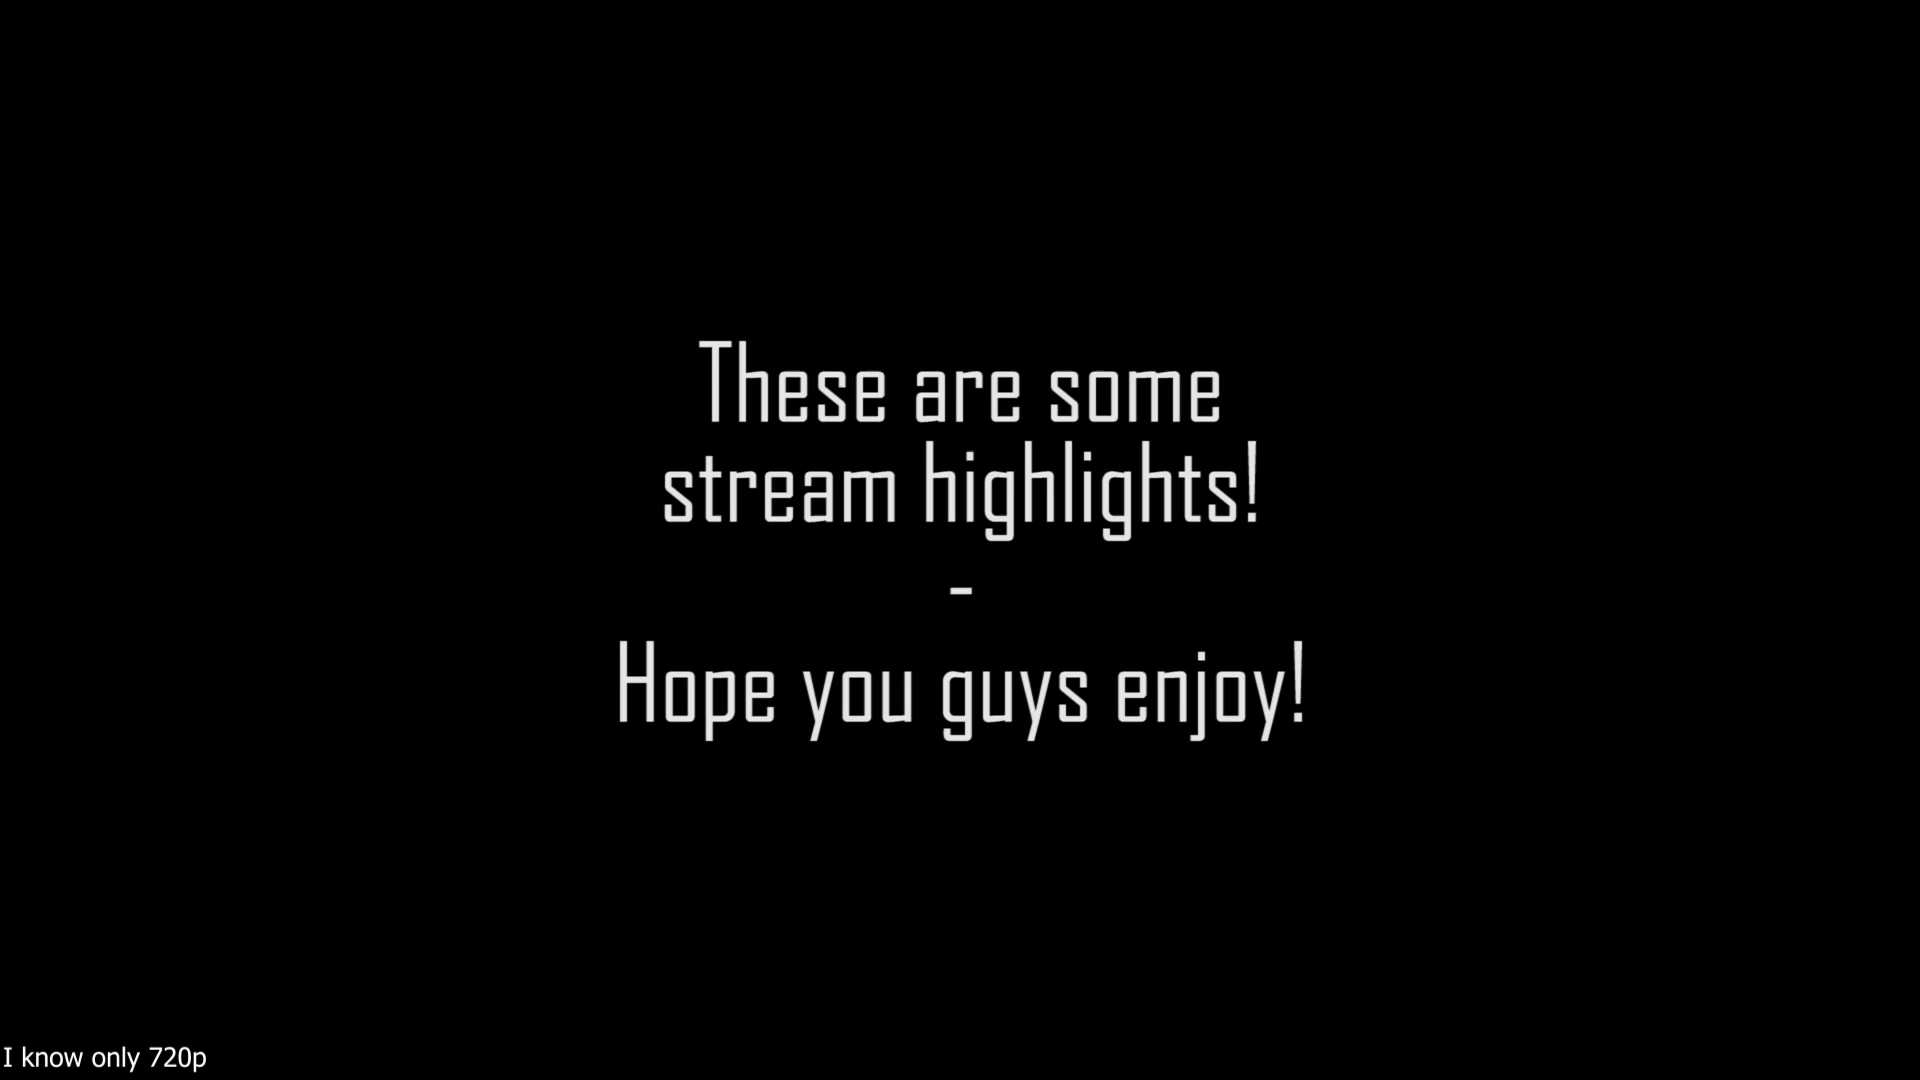 These are some
stream highlights!
-
Hope you guys enjoy!
I know only 720p